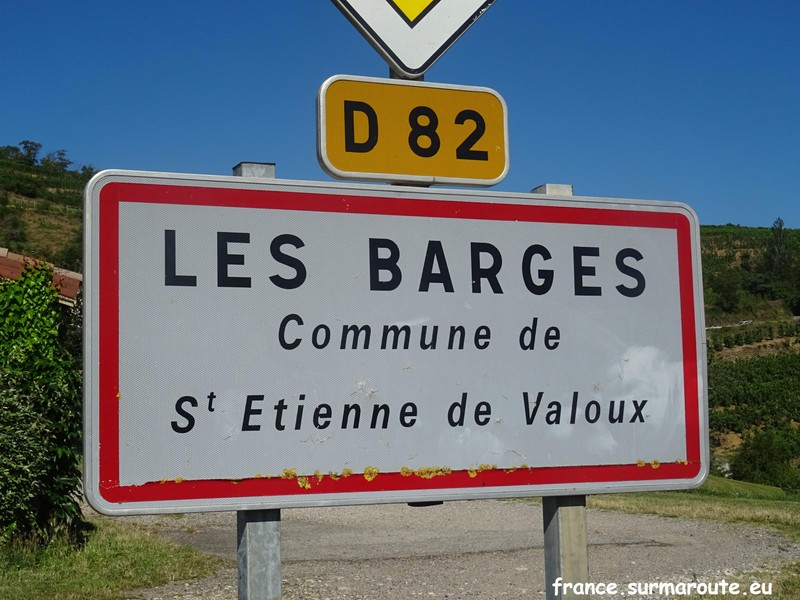 D 82
LES BARGES
Commune de
St Etienne de Valoux
france.surmaroute.eu